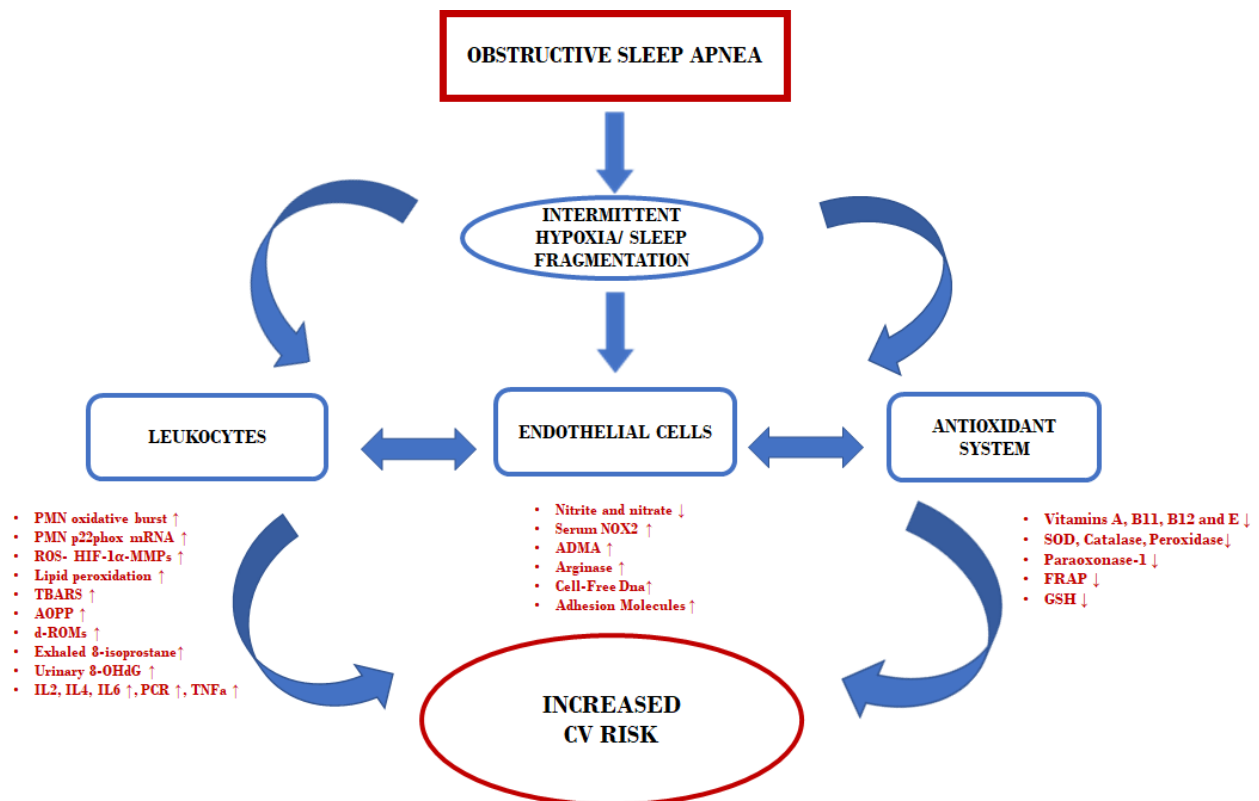 OBSTRUCTIVE SLEEP APNEA
INTERMITTENT
HYPOXIA/ SLEEP
FRAGMENTATION
LEUKOCYTES
ENDOTHELIAL CELLS
ANTIOXIDANT
SYSTEM
• PMN oxidative burst ↑
• PMN p22phox mRNA ↑
• ROS- HIF-1α-MMPs ↑
• Lipid peroxidation ↑
• TBARS ↑
• AOPP ↑
• d-ROMs ↑
• Exhaled 8-isoprostane↑
• Urinary 8-OHdG ↑
• IL2, IL4, IL6 ↑, PCR ↑, TNFa ↑
• Nitrite and nitrate ↓
• Serum NOX2 ↑
• ADMA ↑
• Arginase ↑
• Cell-Free Dna↑
• Adhesion Molecules ↑
• Vitamins A, B11, B12 and E ↓
• SOD, Catalase, Peroxidase↓
• Paraoxonase-1 ↓
• FRAP ↓
• GSH ↓
INCREASED
CV RISK